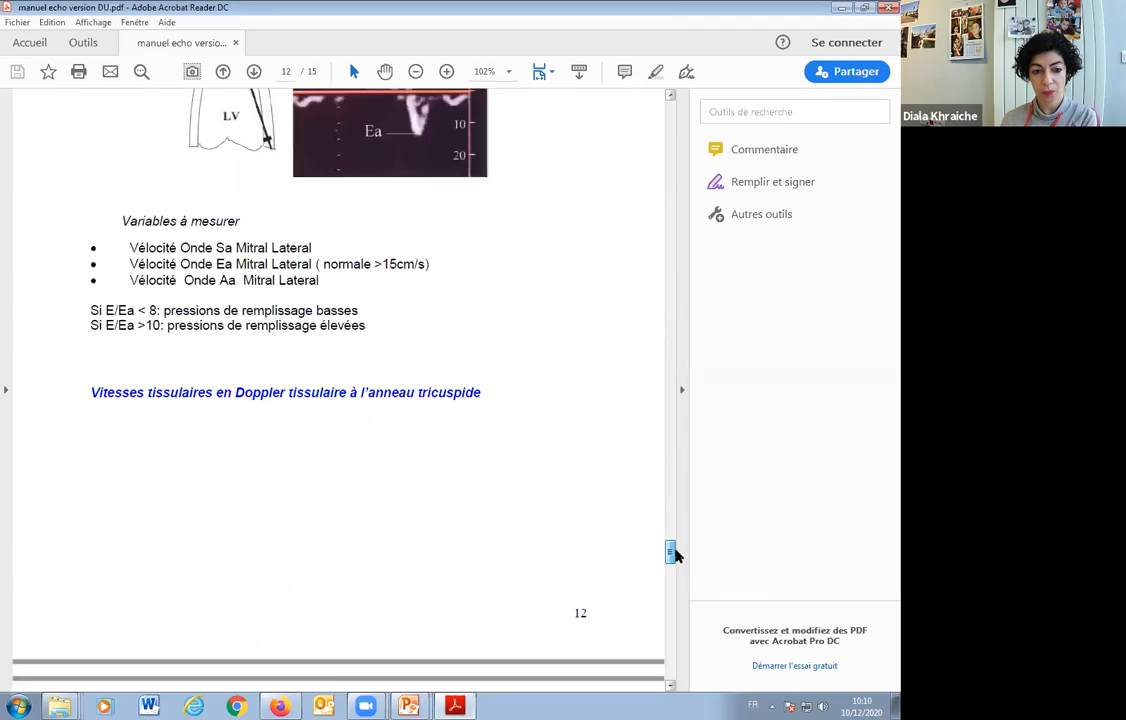 manuel echo version DU.pdf - Adobe Acrobat Reader DC
Fichier Edition Affichage Fenêtre Aide
Accueil Outils manuel echo versio... × Se connecter
12 / 15 102% Partager
LV
Ea
10
20
Variables à mesurer
• Vélocité Onde Sa Mitral Lateral
• Vélocité Onde Ea Mitral Lateral ( normale >15cm/s)
• Vélocité Onde Aa Mitral Lateral
Si E/Ea < 8: pressions de remplissage basses
Si E/Ea >10: pressions de remplissage élevées
Vitesses tissulaires en Doppler tissulaire à l'anneau tricuspide
12
Outils de recherche
Commentaire
Remplir et signer
Autres outils
Convertissez et modifiez des PDF
avec Acrobat Pro DC
Démarrer l'essai gratuit
Diala Khraiche
FR
10:10
10/12/2020